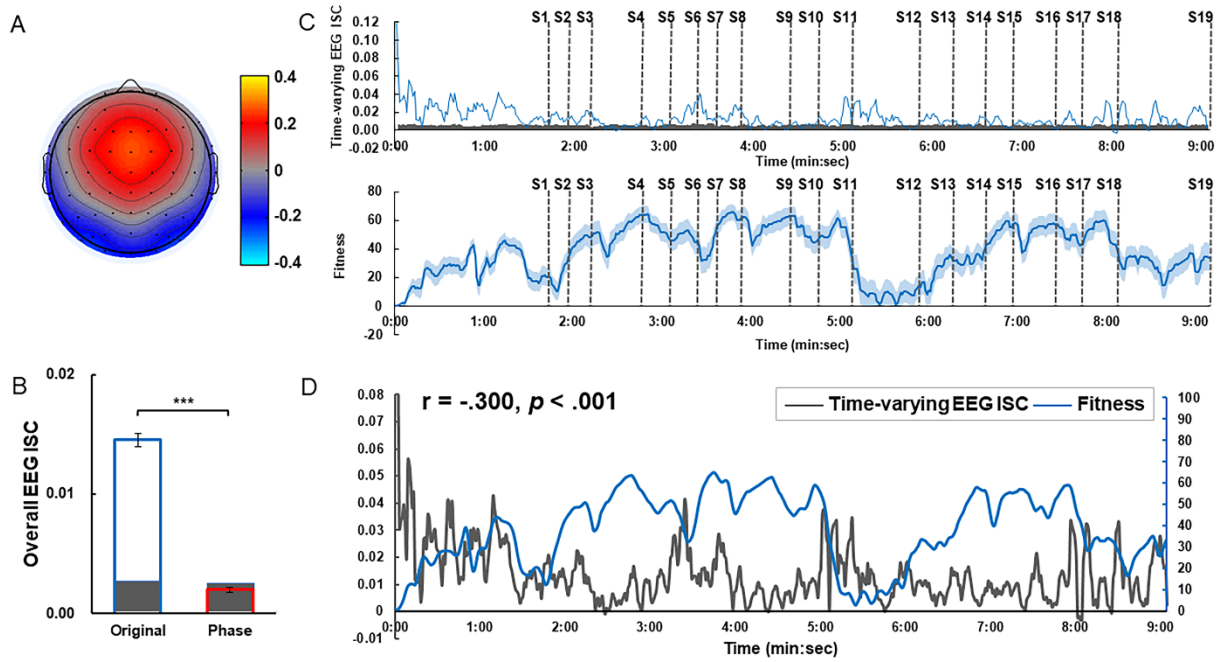 A
0.4
0.2
0
-0.2
-0.4
B
0.02
0.01
0.00
Overall EEG ISC
***
Original Phase
C
S1 S2 S3 S4 S5 S6 S7 S8 S9 S10 S11 S12 S13 S14 S15 S16 S17 S18 S19
Time-varying EEG ISC
0.12
0.10
0.08
0.06
0.04
0.02
0.00
-0.02
0:00 1:00 2:00 3:00 4:00 5:00 6:00 7:00 8:00 9:00
Time (min:sec)
S1 S2 S3 S4 S5 S6 S7 S8 S9 S10 S11 S12 S13 S14 S15 S16 S17 S18 S19
Fitness
80
60
40
20
0
-20
0:00 1:00 2:00 3:00 4:00 5:00 6:00 7:00 8:00 9:00
Time (min:sec)
D
r = -.300, p < .001
Time-varying EEG ISC Fitness
0.08
0.07
0.06
0.05
0.04
0.03
0.02
0.01
0
-0.01
100
90
80
70
60
50
40
30
20
10
0
0:00 1:00 2:00 3:00 4:00 5:00 6:00 7:00 8:00 9:00
Time (min:sec)